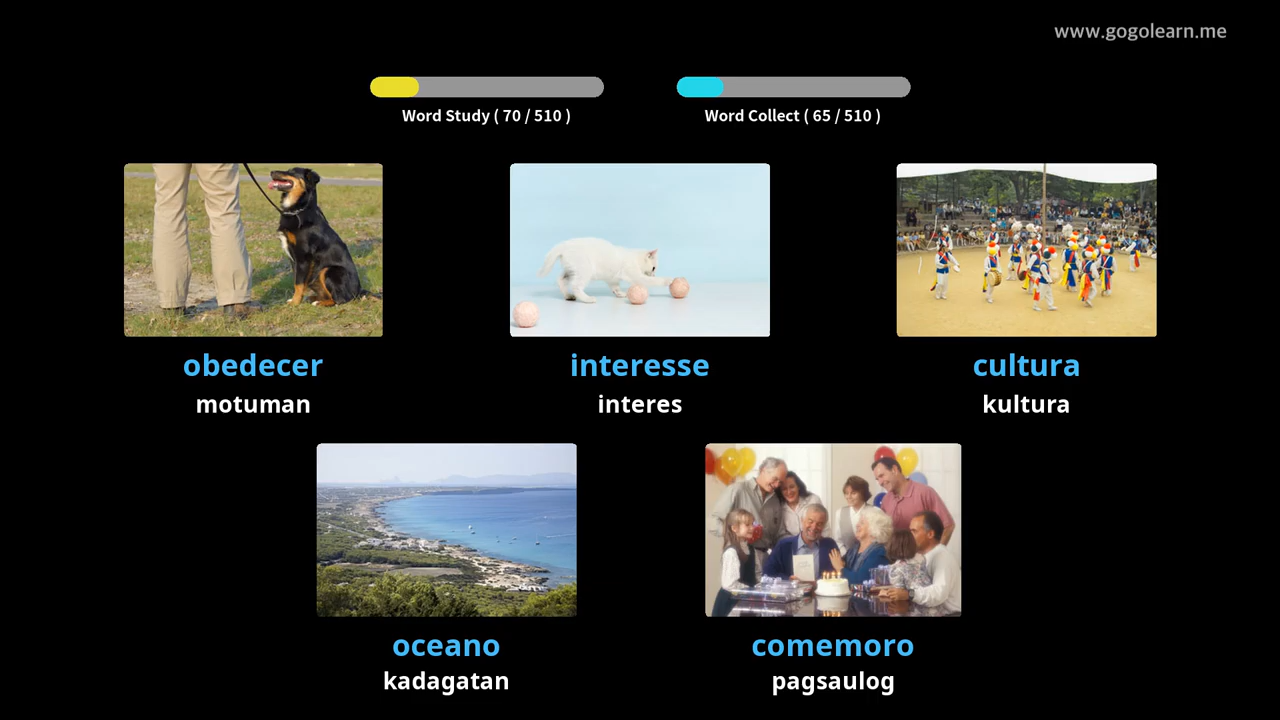 www.gogolearn.me
Word Study ( 70 / 510 )
Word Collect ( 65 / 510 )
obedecer
motuman
interesse
interes
cultura
kultura
oceano
kadagatan
comemoro
pagsaulog